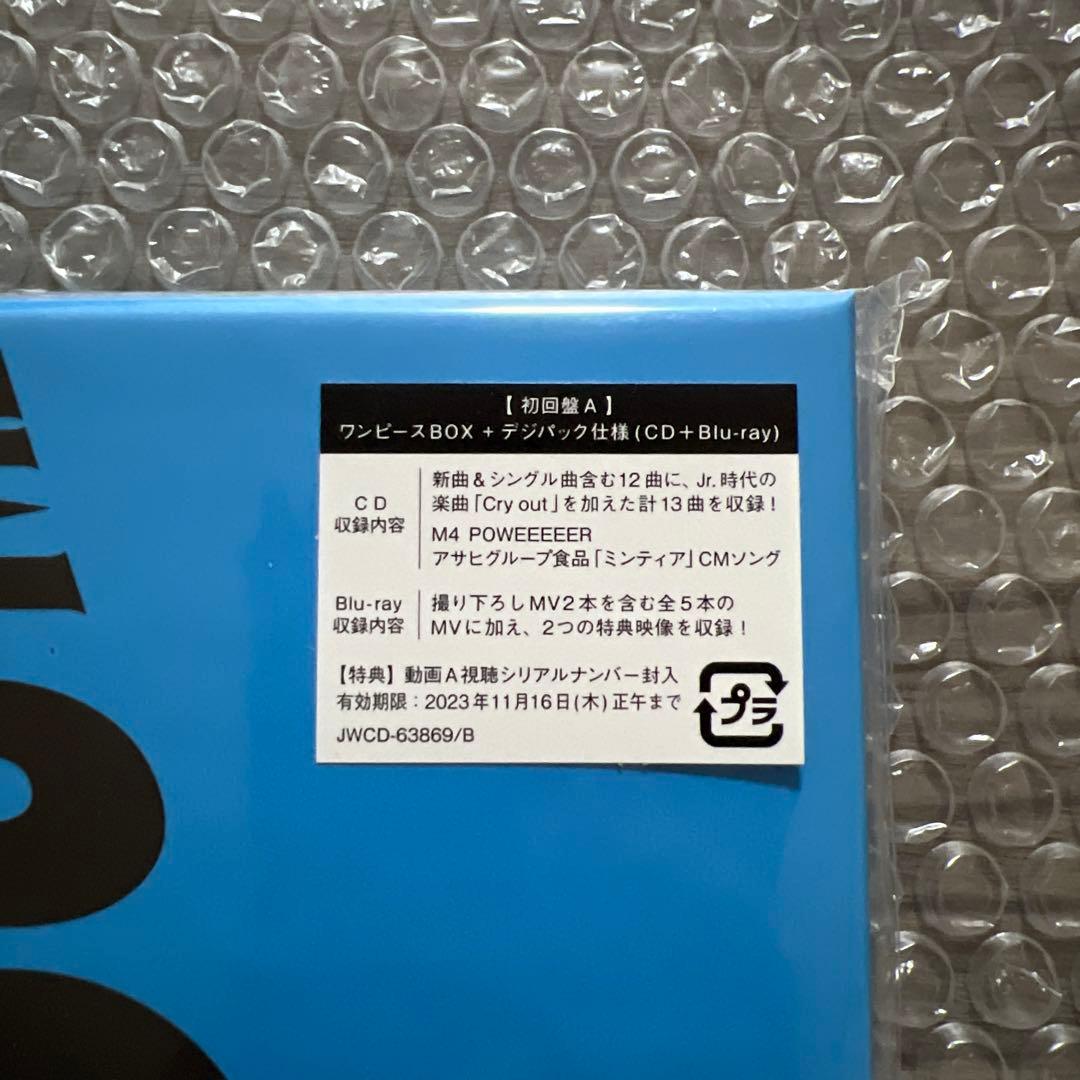 【初回盤A】
ワンピースBOX + デジパック仕様(CD+Blu-ray)
CD
収録内容
新曲&シングル曲含む12曲に、Jr.時代の
楽曲「Cry out」を加えた計13曲を収録!
M4 POWEEEEEER
アサヒグループ食品「ミンティア」CMソング
Blu-ray
収録内容
撮り下ろしMV2本を含む全5本の
MVに加え、2つの特典映像を収録!
【特典】動画A視聴シリアルナンバー封入
有効期限:2023年11月16日(木)正午まで
JWCD-63869/B
プラ